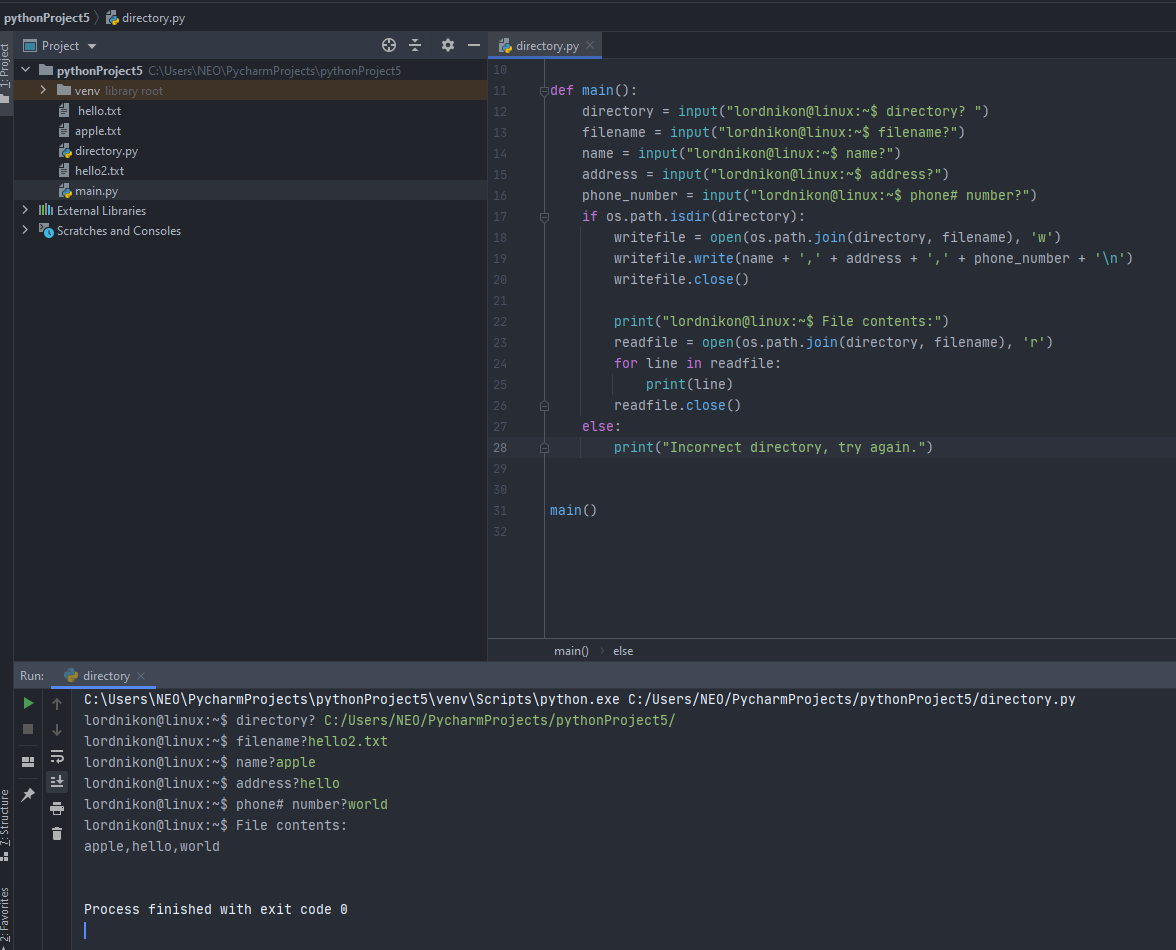 pythonProject5 directory.py
Project
directory.py
1: Project
pythonProject5 C:\Users\NEO\PycharmProjects\pythonProject5
venv library root
hello.txt
apple.txt
directory.py
hello2.txt
main.py
External Libraries
Scratches and Consoles
10
11 def main():
12 directory = input("lordnikon@linux:~$ directory? ")
13 filename = input("lordnikon@linux:~$ filename?")
14 name = input("lordnikon@linux:~$ name?")
15 address = input("lordnikon@linux:~$ address?")
16 phone_number = input("lordnikon@linux:~$ phone# number?")
17 if os.path.isdir(directory):
18 writefile = open(os.path.join(directory, filename), 'w')
19 writefile.write(name + ',' + address + ',' + phone_number + '\n')
20 writefile.close()
21
22 print("lordnikon@linux:~$ File contents:")
23 readfile = open(os.path.join(directory, filename), 'r')
24 for line in readfile:
25 print(line)
26 readfile.close()
27 else:
28 print("Incorrect directory, try again.")
29
30
31 main()
32
main() else
Run: directory
C:\Users\NEO\PycharmProjects\pythonProject5\venv\Scripts\python.exe C:/Users/NEO/PycharmProjects/pythonProject5/directory.py
lordnikon@linux:~$ directory? C:/Users/NEO/PycharmProjects/pythonProject5/
lordnikon@linux:~$ filename?hello2.txt
lordnikon@linux:~$ name?apple
lordnikon@linux:~$ address?hello
lordnikon@linux:~$ phone# number?world
lordnikon@linux:~$ File contents:
apple,hello,world
Process finished with exit code 0
7: Structure
2: Favorites